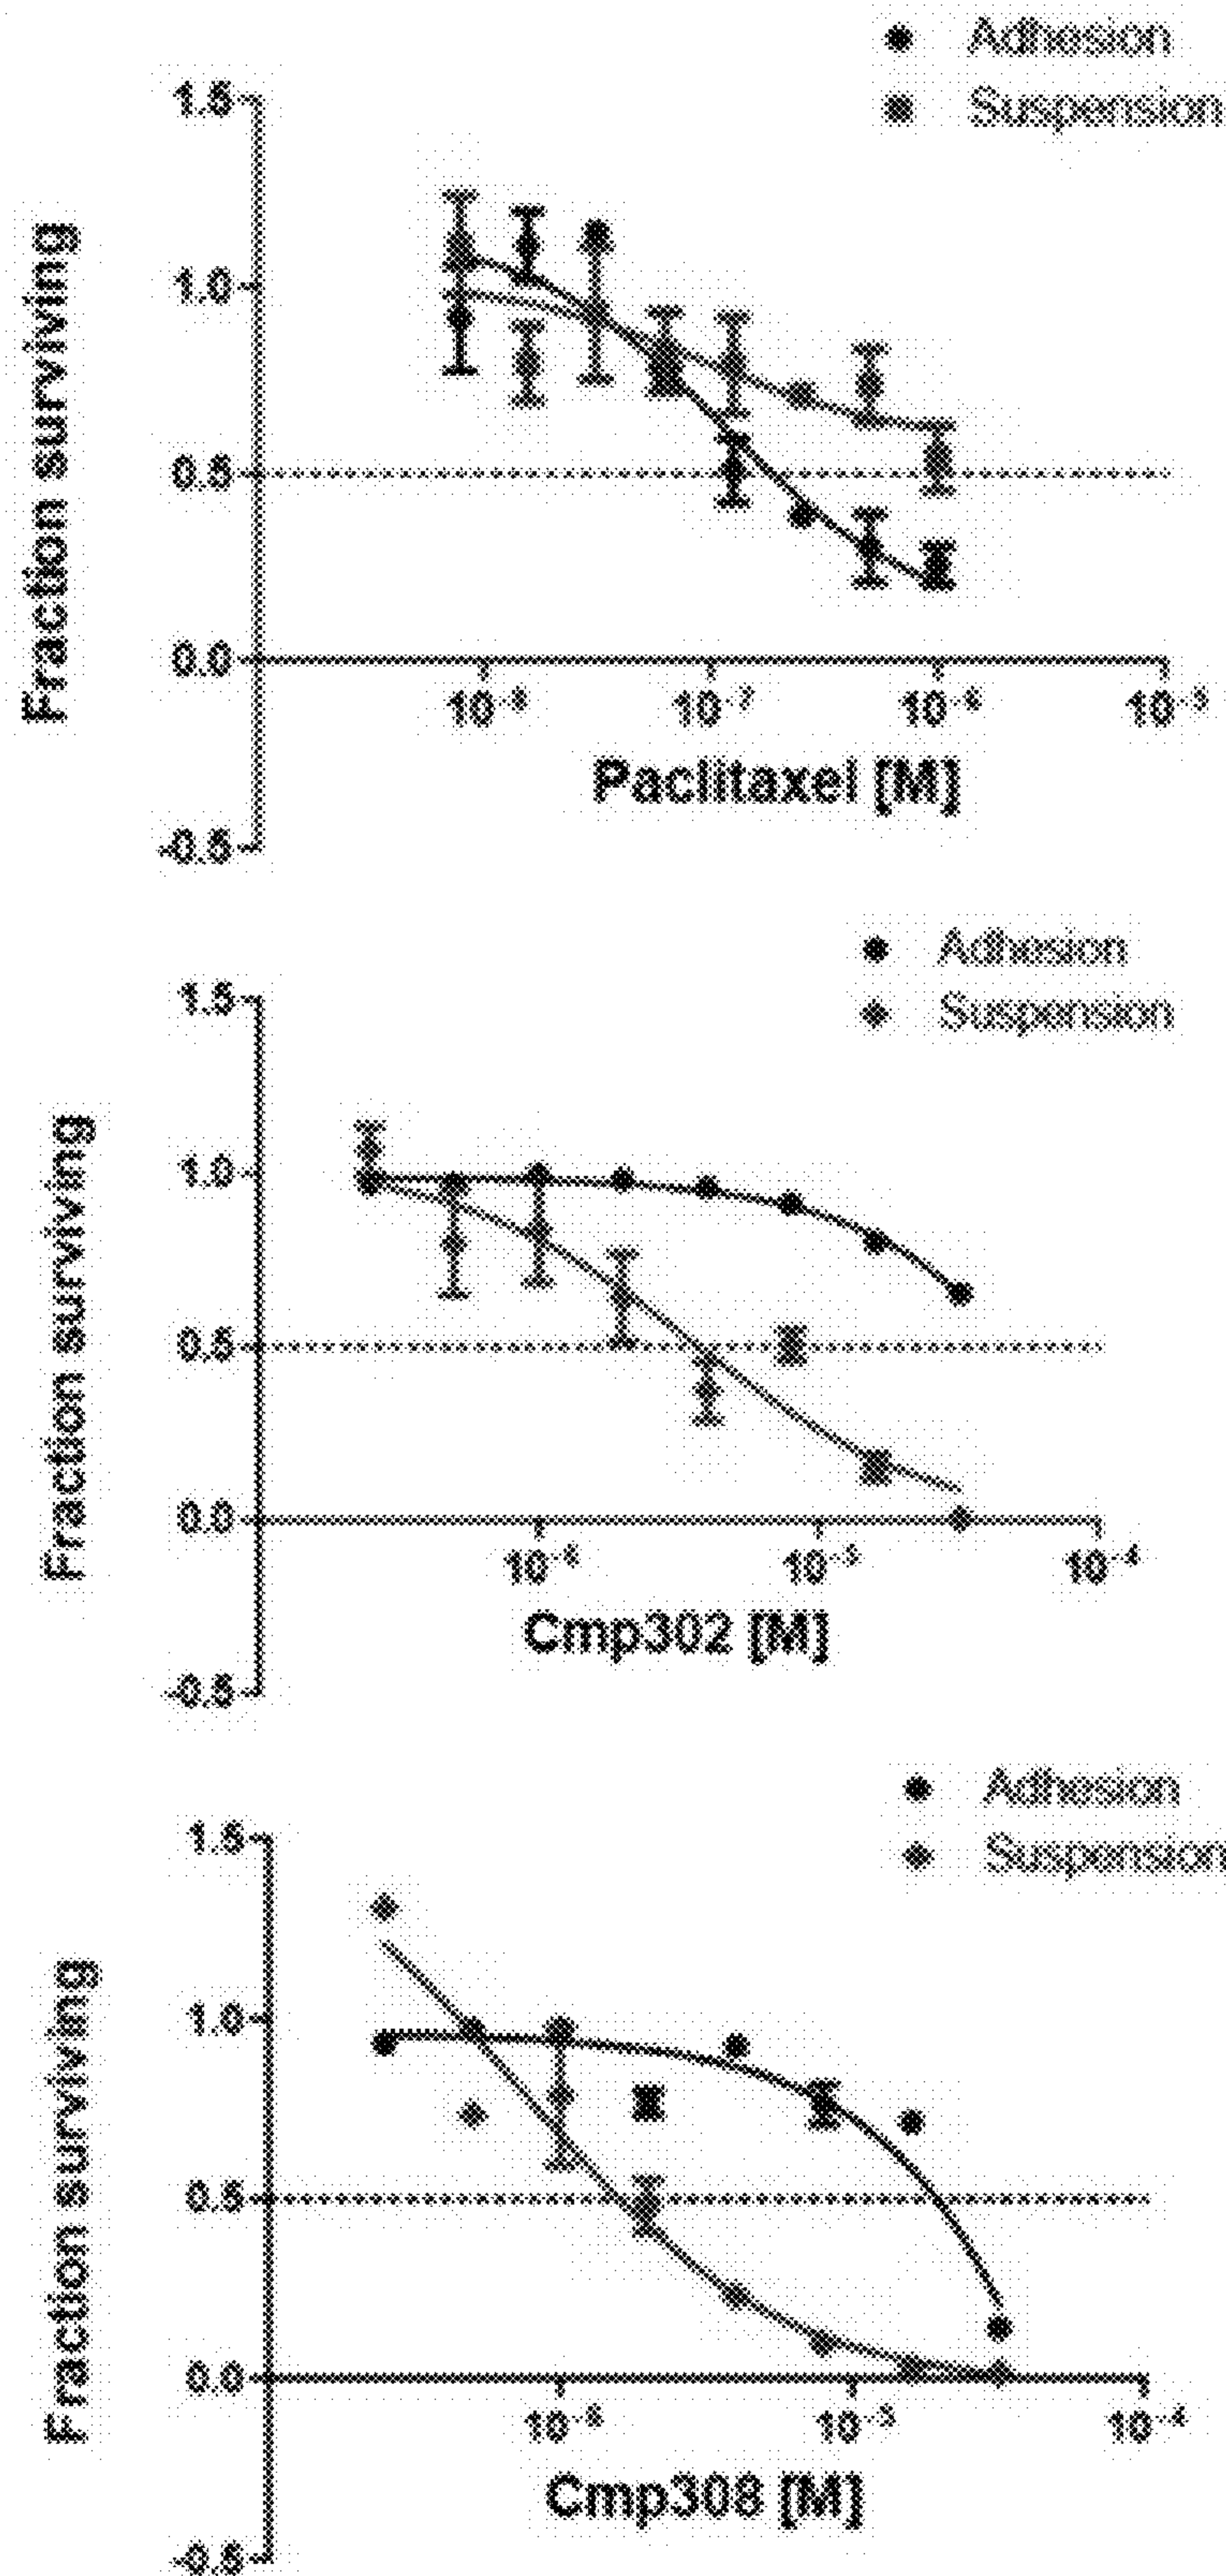 Adhesion
Suspension
1.5
1.0
0.5
0.0
-0.5
Fraction surviving
10-8
10-7
10-6
10-5
Paclitaxel [M]
Adhesion
Suspension
1.5
1.0
0.5
0.0
-0.5
Fraction surviving
10-6
10-5
10-4
Cmp302 [M]
Adhesion
Suspension
1.5
1.0
0.5
0.0
-0.5
Fraction surviving
10-6
10-5
10-4
Cmp308 [M]